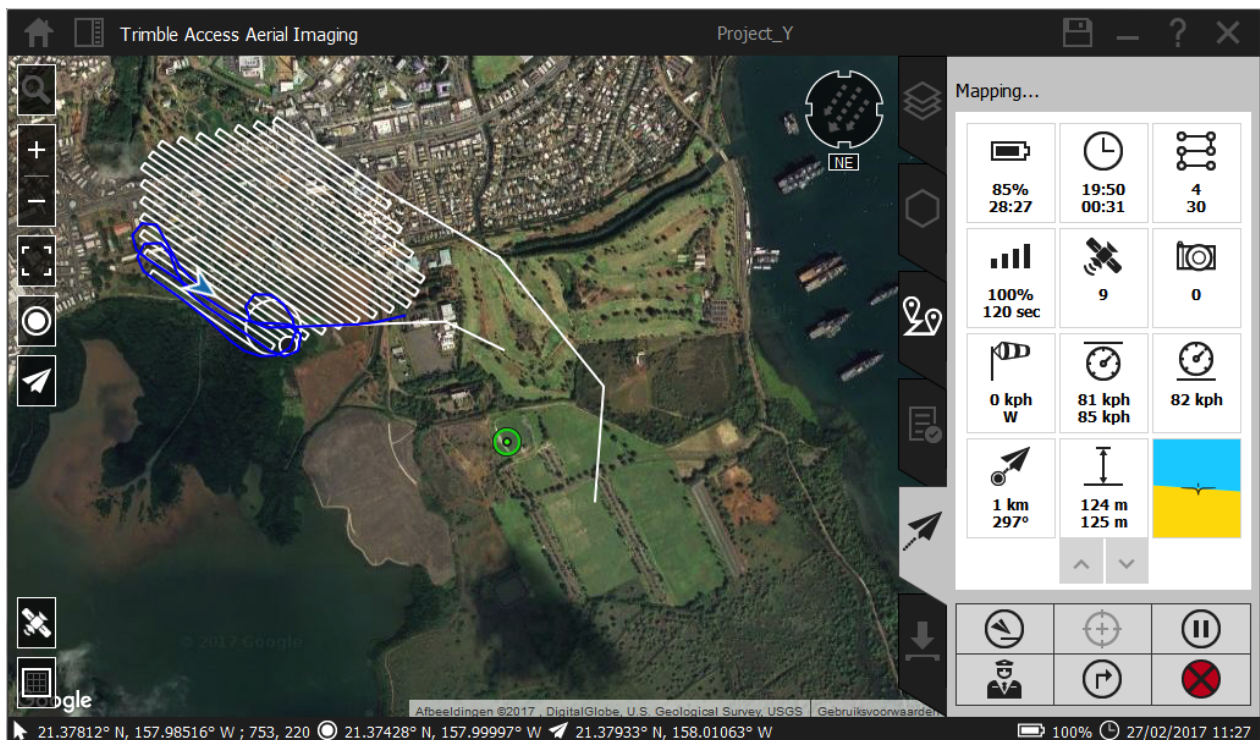 Trimble Access Aerial Imaging
Project_Y
NE
© 2017 Google
Google
Afbeeldingen ©2017 , DigitalGlobe, U.S. Geological Survey, USGS
Gebruiksvoorwaarden
Mapping...
85%
28:27
19:50
00:31
4
30
100%
120 sec
9
0
0 kph
W
81 kph
85 kph
82 kph
1 km
297°
124 m
125 m
21.37812° N, 157.98516° W ; 753, 220
21.37428° N, 157.99997° W
21.37933° N, 158.01063° W
100%
27/02/2017 11:27